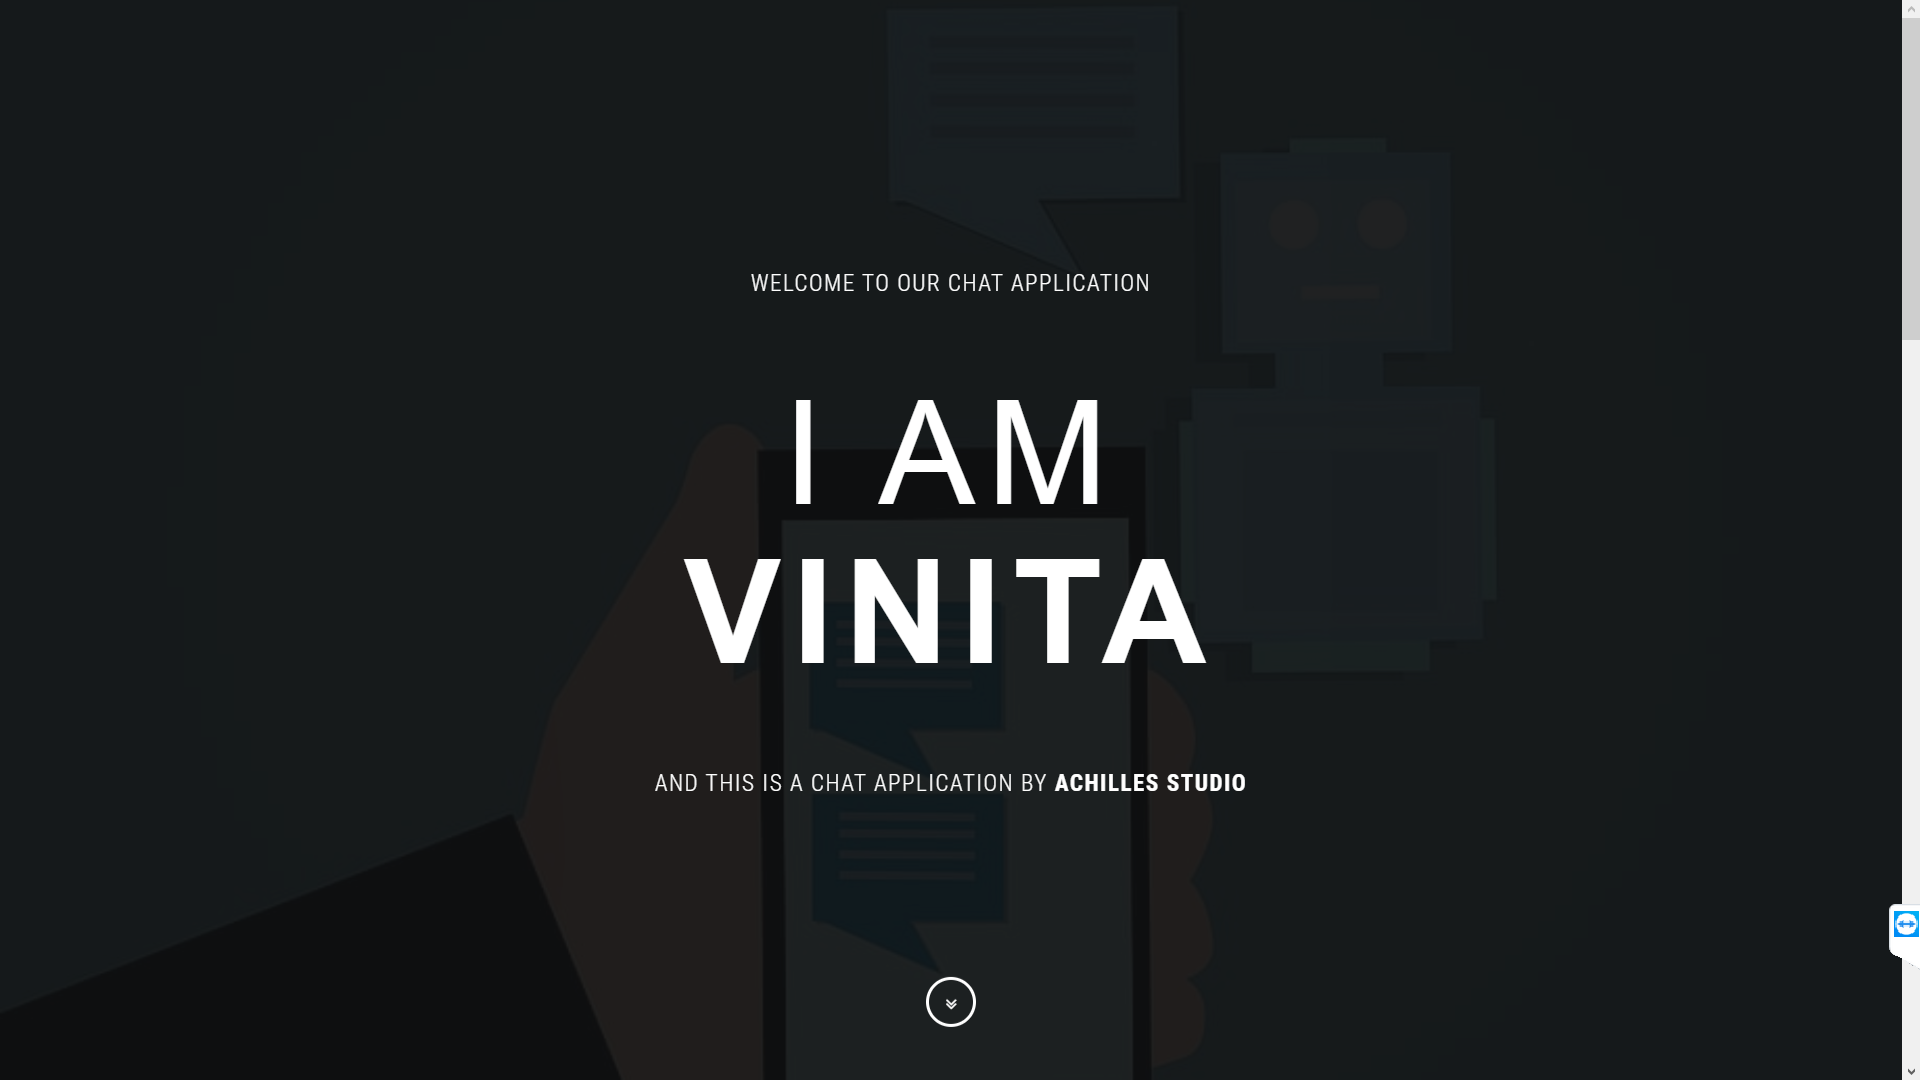 WELCOME TO OUR CHAT APPLICATION
I AM
VINITA
AND THIS IS A CHAT APPLICATION BY ACHILLES STUDIO